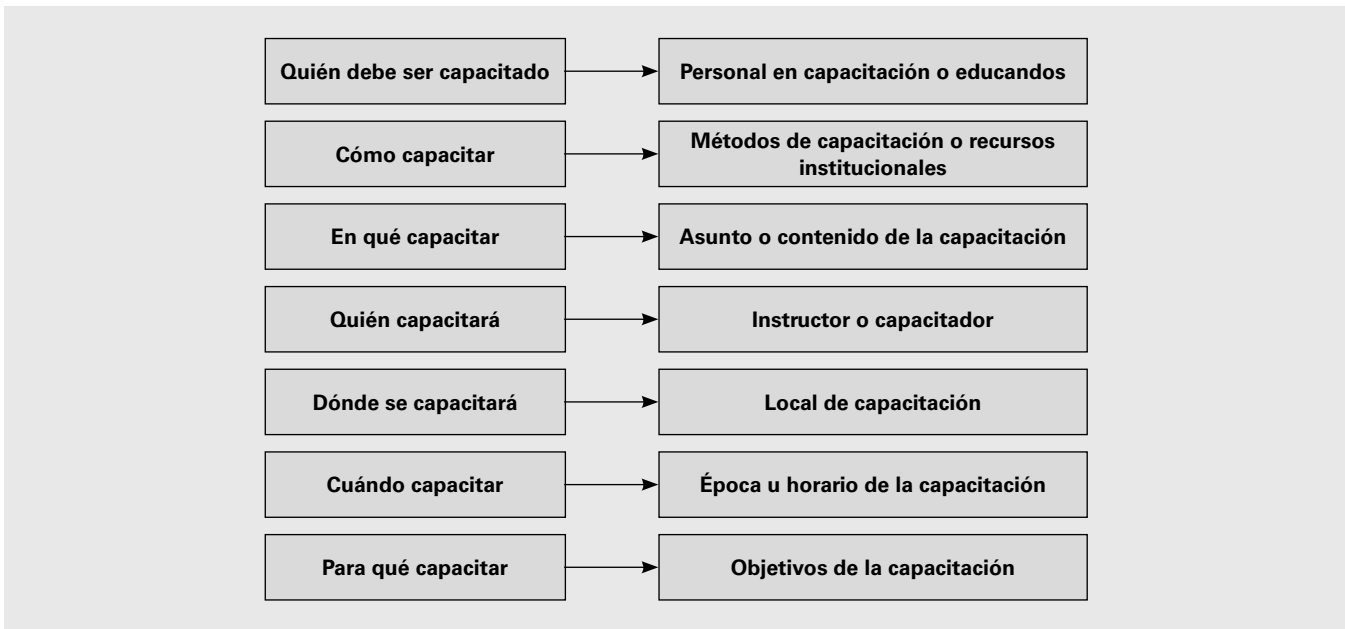 Quién debe ser capacitado
Personal en capacitación o educandos
Cómo capacitar
Métodos de capacitación o recursos
institucionales
En qué capacitar
Asunto o contenido de la capacitación
Quién capacitará
Instructor o capacitador
Dónde se capacitará
Local de capacitación
Cuándo capacitar
Época u horario de la capacitación
Para qué capacitar
Objetivos de la capacitación